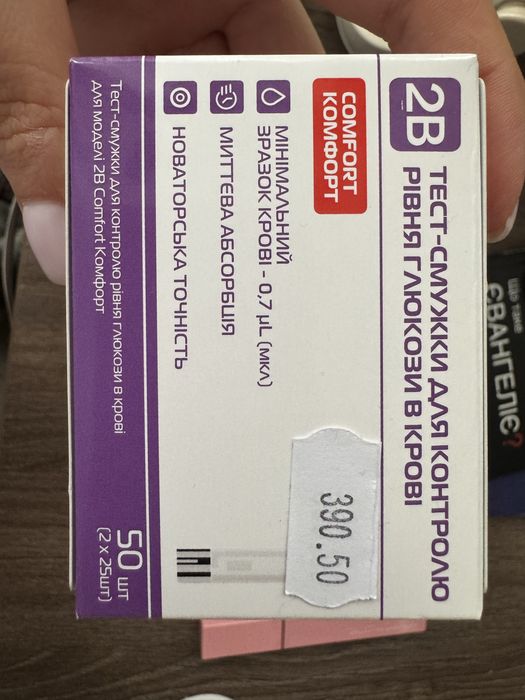 2B
ТЕСТ-СМУЖКИ ДЛЯ КОНТРОЛЮ
РІВНЯ ГЛЮКОЗИ В КРОВІ
COMFORT
КОМФОРТ
МІНІМАЛЬНИЙ
ЗРАЗОК КРОВІ - 0,7 μL (МКЛ)
МИТТЄВА АБСОРБЦІЯ
НОВАТОРСЬКА ТОЧНІСТЬ
390.50
Тест-смужки для контролю рівня глюкози в крові
для моделі 2B Comfort Комфорт
50 шт
(2 x 25шт)
Що таке
ЄВАНГЕЛІЄ?